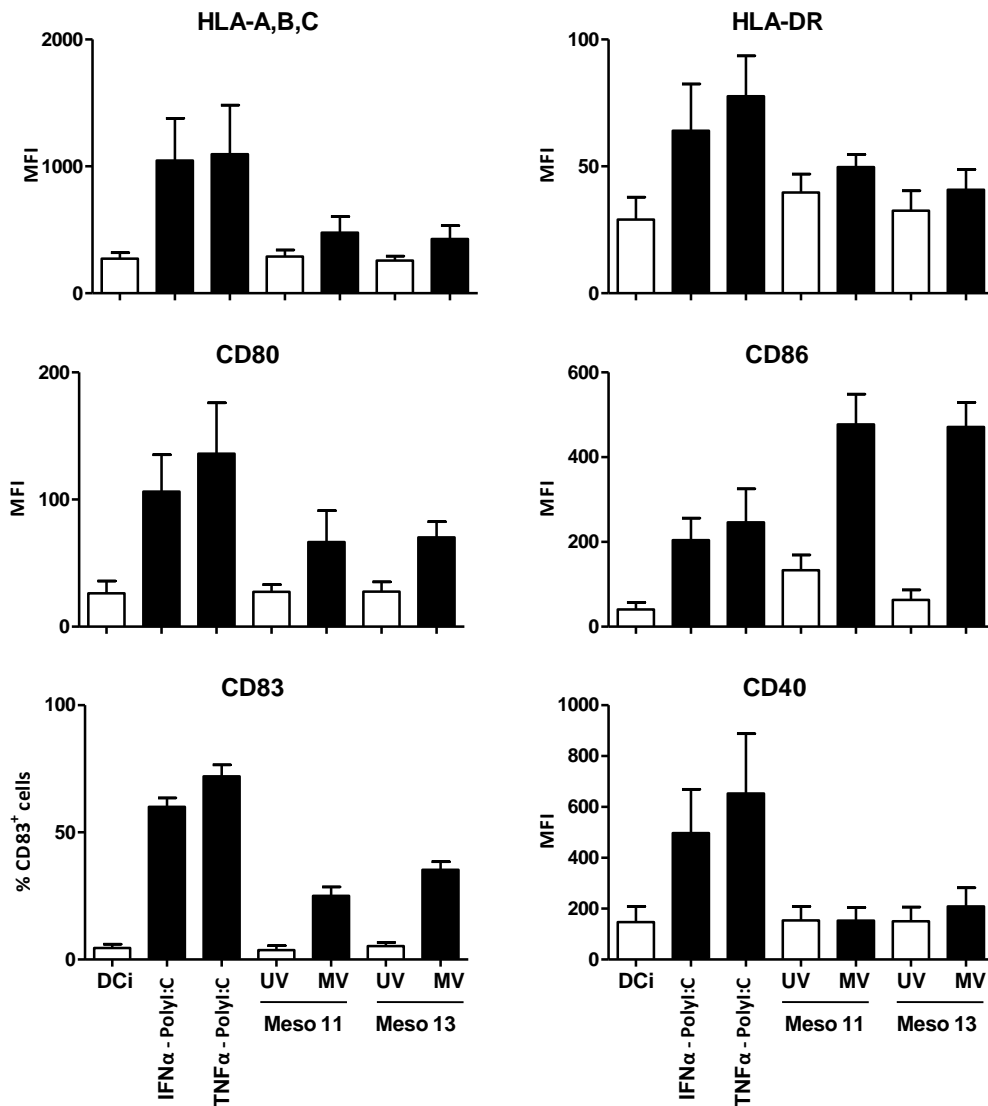 HLA-A,B,C
2000
1000
0
MFI
HLA-DR
100
50
0
MFI
CD80
200
100
0
MFI
CD86
600
400
200
0
MFI
CD83
100
50
0
% CD83⁺ cells
DCi
IFNα - PolyI:C
TNFα - PolyI:C
UV MV UV MV
Meso 11 Meso 13
CD40
1000
800
600
400
200
0
MFI
DCi
IFNα - PolyI:C
TNFα - PolyI:C
UV MV UV MV
Meso 11 Meso 13